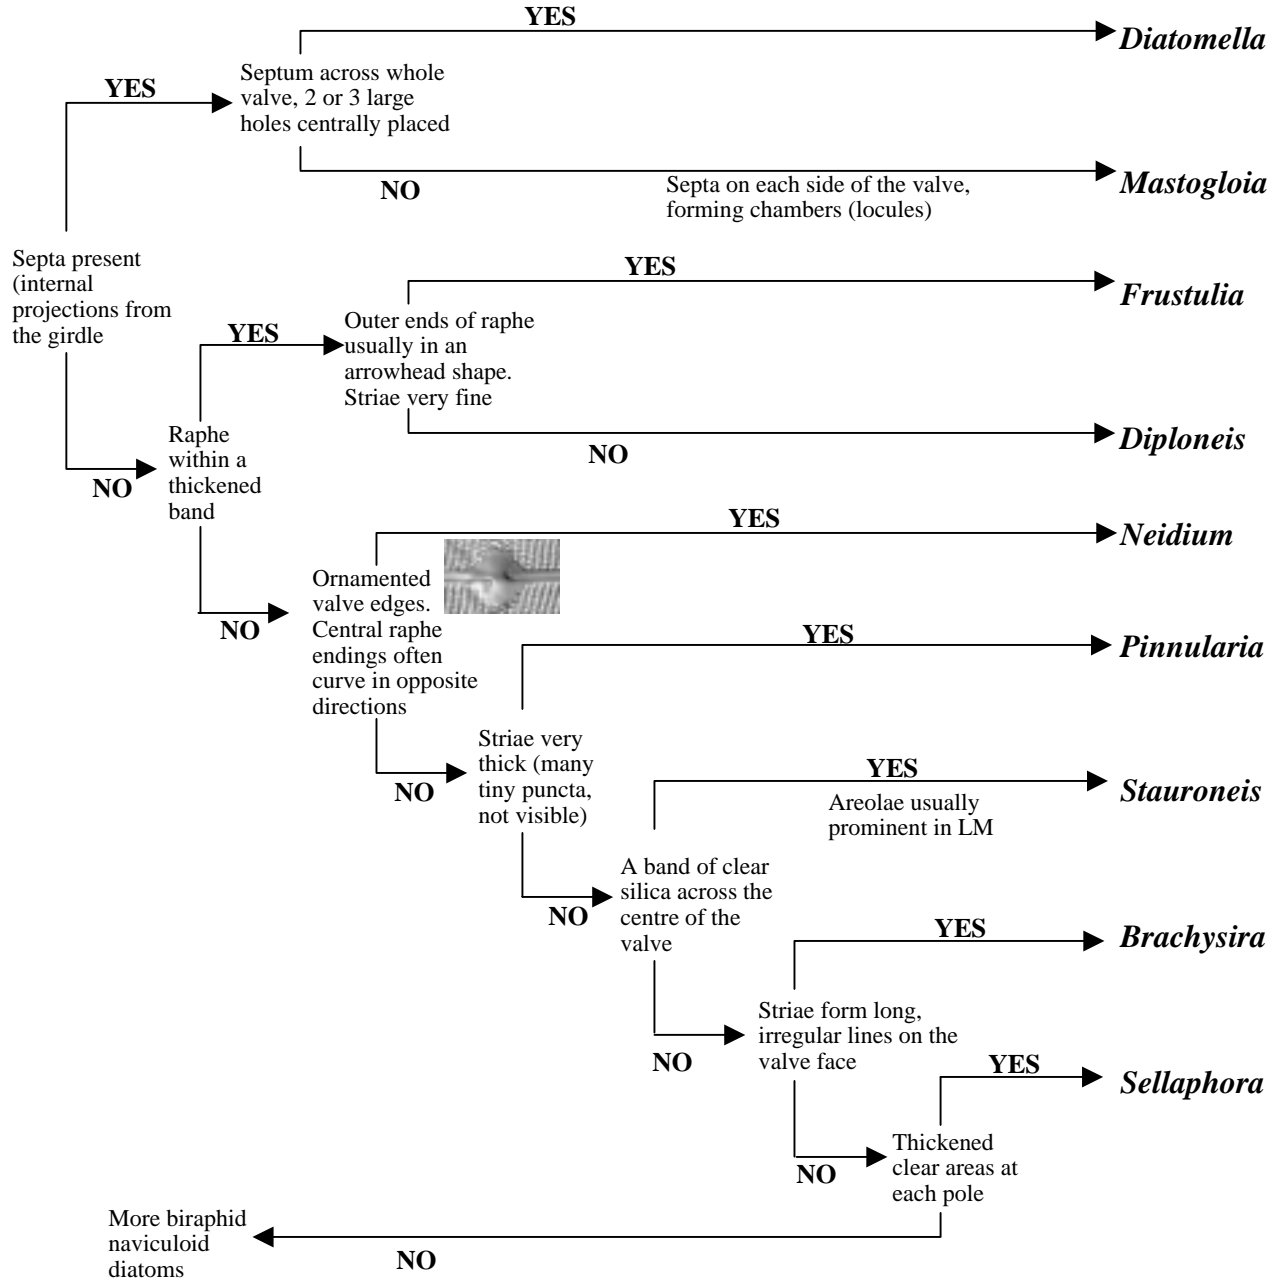 YES
Diatomella
Septum across whole
valve, 2 or 3 large
holes centrally placed
YES
NO
Septa on each side of the valve,
forming chambers (locules)
Mastogloia
Septa present
(internal
projections from
the girdle
YES
Frustulia
YES
Outer ends of raphe
usually in an
arrowhead shape.
Striae very fine
NO
Diploneis
Raphe
within a
thickened
band
NO
YES
Neidium
Ornamented
valve edges.
Central raphe
endings often
curve in opposite
directions
NO
YES
Pinnularia
Striae very
thick (many
tiny puncta,
not visible)
NO
YES
Areolae usually
prominent in LM
Stauroneis
A band of clear
silica across the
centre of the
valve
NO
YES
Brachysira
Striae form long,
irregular lines on the
valve face
NO
YES
Sellaphora
Thickened
clear areas at
each pole
NO
More biraphid
naviculoid
diatoms
NO